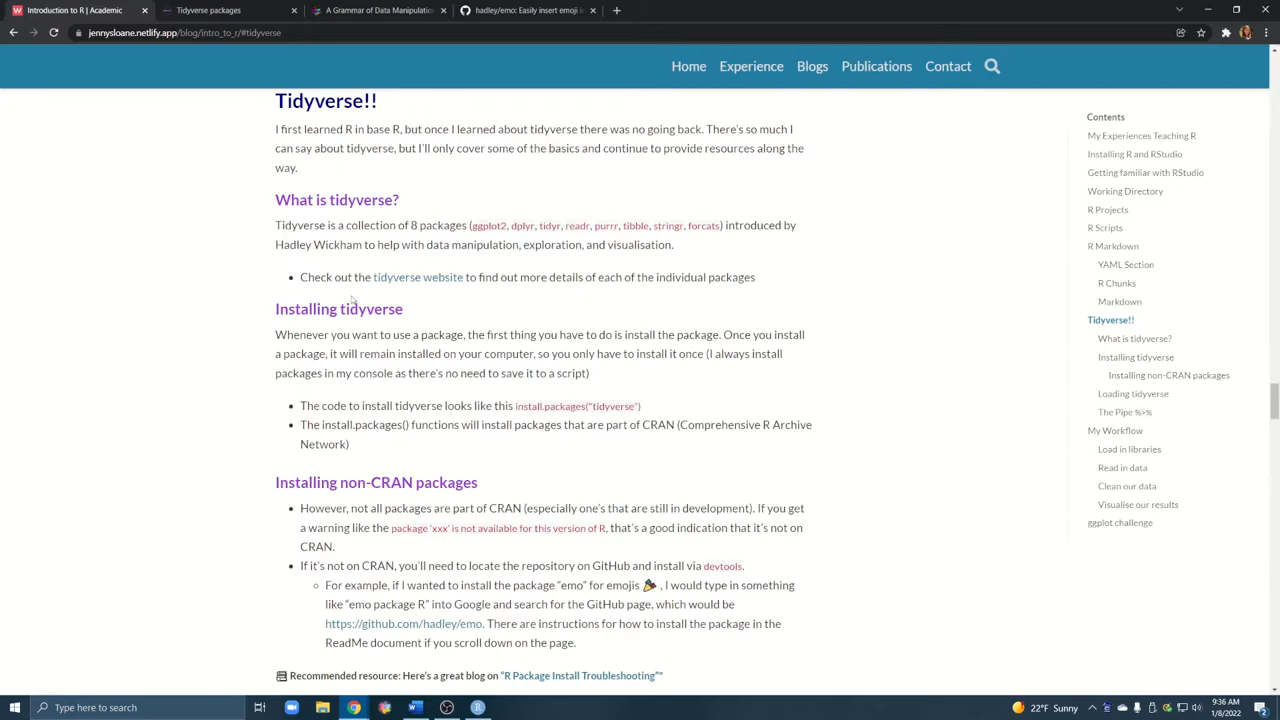 Introduction to R | Academic
Tidyverse packages
A Grammar of Data Manipulation
hadley/emo: Easily insert emoji in
jennysloane.netlify.app/blog/intro_to_r/#tidyverse
Home Experience Blogs Publications Contact
Tidyverse!!
I first learned R in base R, but once I learned about tidyverse there was no going back. There's so much I
can say about tidyverse, but I'll only cover some of the basics and continue to provide resources along the
way.
What is tidyverse?
Tidyverse is a collection of 8 packages (ggplot2, dplyr, tidyr, readr, purrr, tibble, stringr, forcats) introduced by
Hadley Wickham to help with data manipulation, exploration, and visualisation.
• Check out the tidyverse website to find out more details of each of the individual packages
Installing tidyverse
Whenever you want to use a package, the first thing you have to do is install the package. Once you install
a package, it will remain installed on your computer, so you only have to install it once (I always install
packages in my console as there's no need to save it to a script)
• The code to install tidyverse looks like this install.packages("tidyverse")
• The install.packages() functions will install packages that are part of CRAN (Comprehensive R Archive
Network)
Installing non-CRAN packages
• However, not all packages are part of CRAN (especially one's that are still in development). If you get
a warning like the package 'xxx' is not available for this version of R, that's a good indication that it's not on
CRAN.
• If it's not on CRAN, you'll need to locate the repository on GitHub and install via devtools.
For example, if I wanted to install the package "emo" for emojis 🎉 , I would type in something
like "emo package R" into Google and search for the GitHub page, which would be
https://github.com/hadley/emo. There are instructions for how to install the package in the
ReadMe document if you scroll down on the page.
Recommended resource: Here's a great blog on "R Package Install Troubleshooting""
Contents
My Experiences Teaching R
Installing R and RStudio
Getting familiar with RStudio
Working Directory
R Projects
R Scripts
R Markdown
YAML Section
R Chunks
Markdown
Tidyverse!!
What is tidyverse?
Installing tidyverse
Installing non-CRAN packages
Loading tidyverse
The Pipe %>%
My Workflow
Load in libraries
Read in data
Clean our data
Visualise our results
ggplot challenge
Type here to search
22°F Sunny
9:36 AM
1/8/2022
2